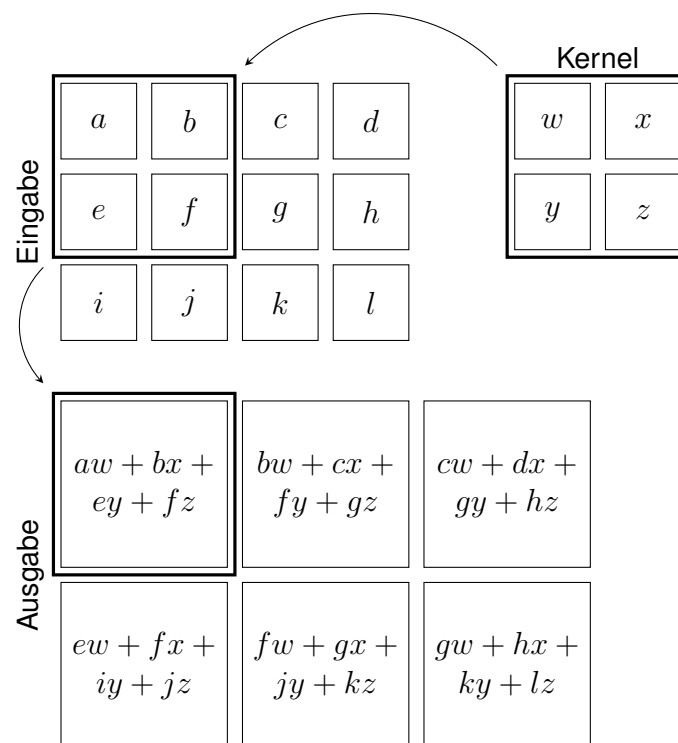 Kernel
Eingabe
a b c d
w x
e f g h
y z
i j k l
Ausgabe
aw + bx +
ey + fz
bw + cx +
fy + gz
cw + dx +
gy + hz
ew + fx +
iy + jz
fw + gx +
jy + kz
gw + hx +
ky + lz